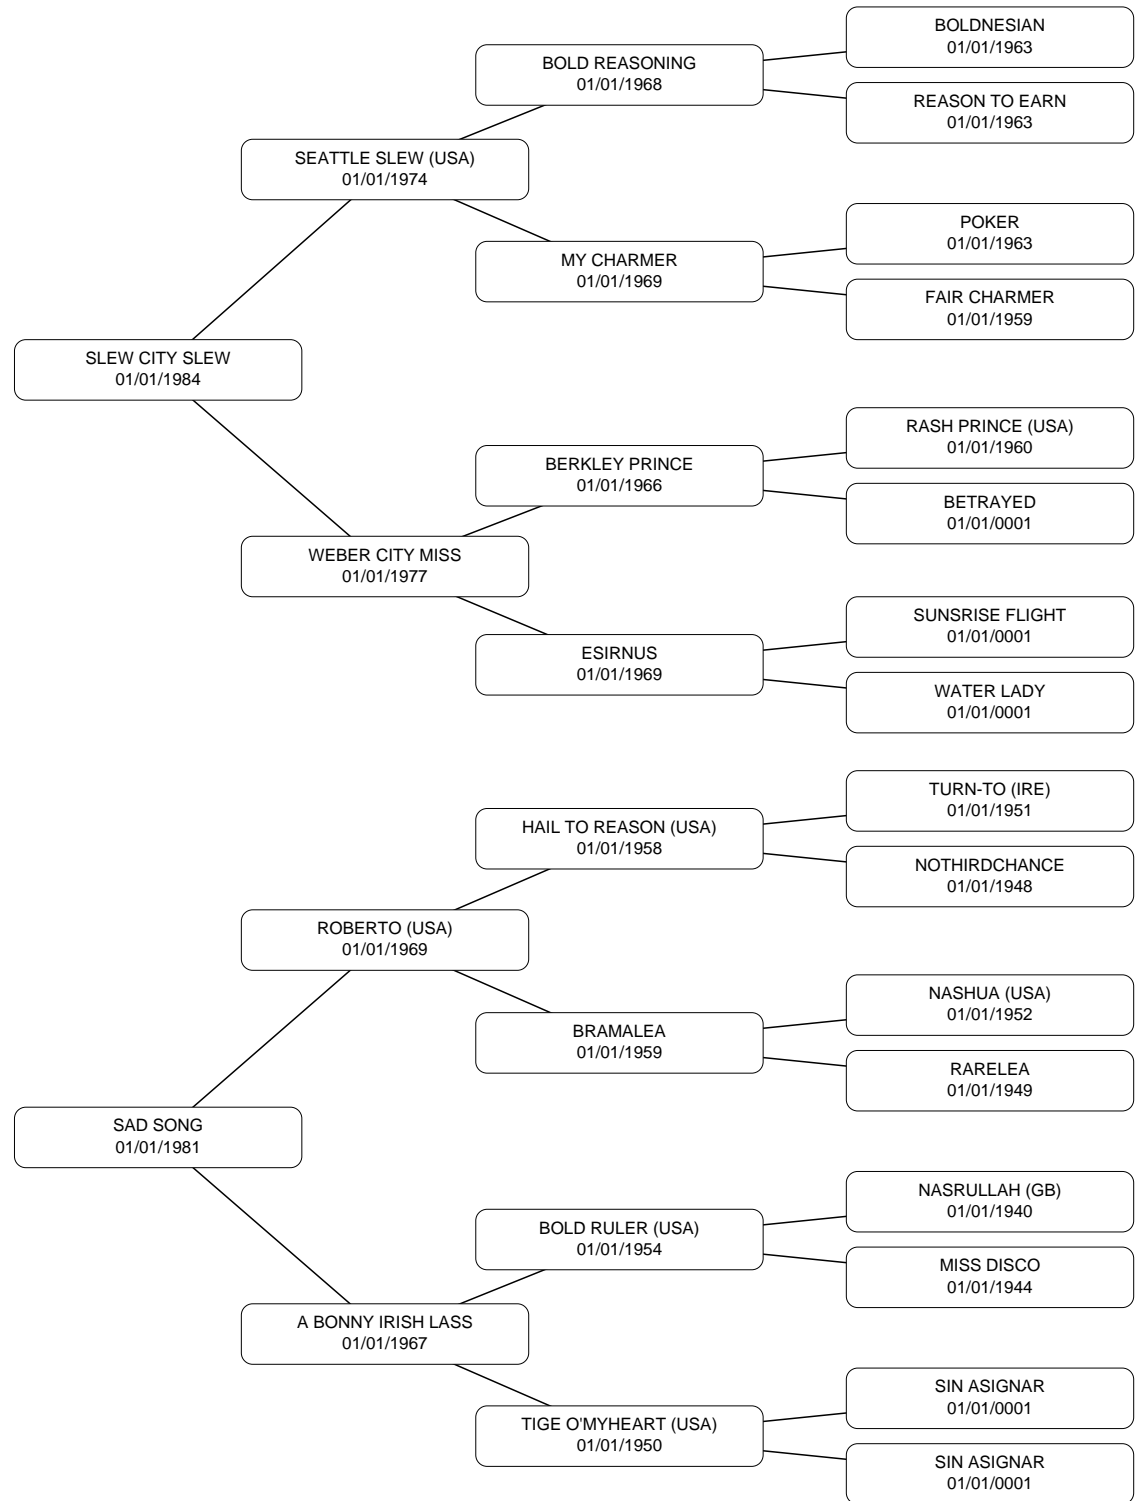 BOLDNESIAN
01/01/1963
BOLD REASONING
01/01/1968
REASON TO EARN
01/01/1963
SEATTLE SLEW (USA)
01/01/1974
POKER
01/01/1963
MY CHARMER
01/01/1969
FAIR CHARMER
01/01/1959
SLEW CITY SLEW
01/01/1984
RASH PRINCE (USA)
01/01/1960
BERKLEY PRINCE
01/01/1966
BETRAYED
01/01/0001
WEBER CITY MISS
01/01/1977
SUNSRISE FLIGHT
01/01/0001
ESIRNUS
01/01/1969
WATER LADY
01/01/0001
TURN-TO (IRE)
01/01/1951
HAIL TO REASON (USA)
01/01/1958
NOTHIRDCHANCE
01/01/1948
ROBERTO (USA)
01/01/1969
NASHUA (USA)
01/01/1952
BRAMALEA
01/01/1959
RARELEA
01/01/1949
SAD SONG
01/01/1981
NASRULLAH (GB)
01/01/1940
BOLD RULER (USA)
01/01/1954
MISS DISCO
01/01/1944
A BONNY IRISH LASS
01/01/1967
SIN ASIGNAR
01/01/0001
TIGE O'MYHEART (USA)
01/01/1950
SIN ASIGNAR
01/01/0001